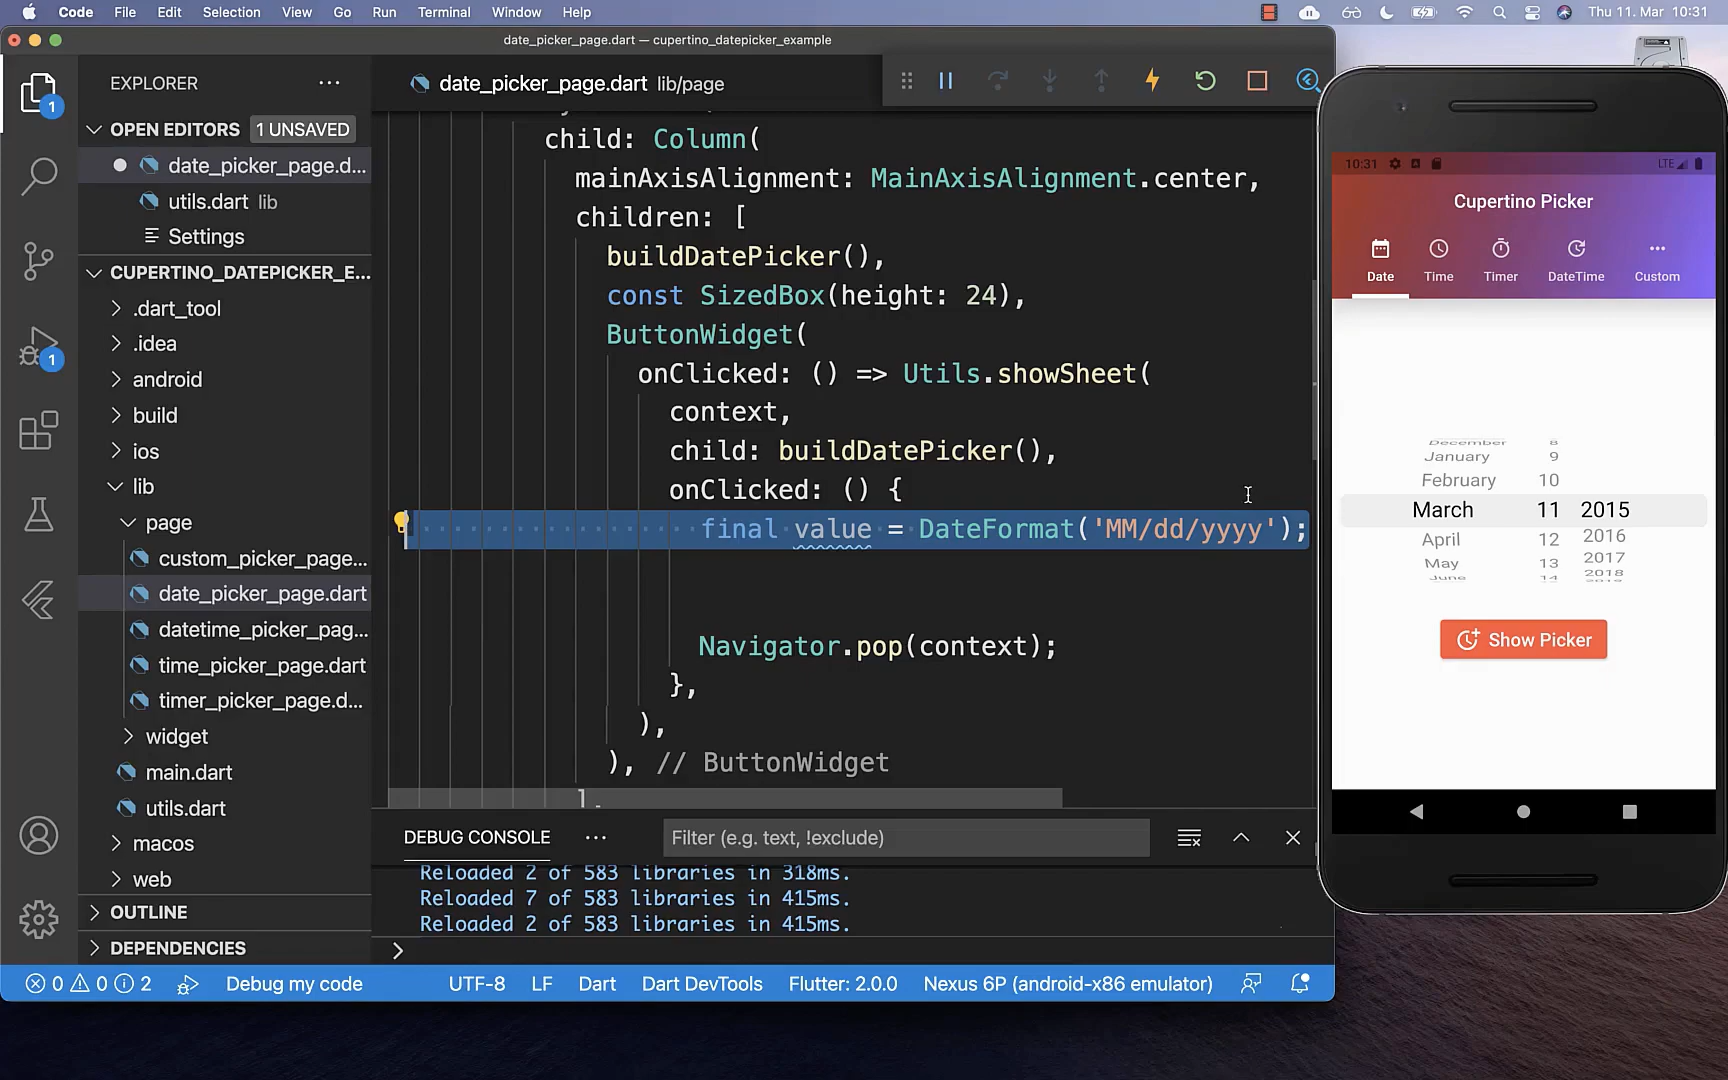 Code File Edit Selection View Go Run Terminal Window Help Thu 11. Mar 10:31
date_picker_page.dart — cupertino_datepicker_example
EXPLORER ···
OPEN EDITORS 1 UNSAVED
date_picker_page.d...
utils.dart lib
Settings
CUPERTINO_DATEPICKER_E...
.dart_tool
.idea
android
build
ios
lib
page
custom_picker_page...
date_picker_page.dart
datetime_picker_pag...
time_picker_page.dart
timer_picker_page.d...
widget
main.dart
utils.dart
macos
web
OUTLINE
DEPENDENCIES
1
1
date_picker_page.dart lib/page
child: Column(
mainAxisAlignment: MainAxisAlignment.center,
children: [
buildDatePicker(),
const SizedBox(height: 24),
ButtonWidget(
onClicked: () => Utils.showSheet(
context,
child: buildDatePicker(),
onClicked: () {
final value = DateFormat('MM/dd/yyyy');
Navigator.pop(context);
},
),
), // ButtonWidget
],
DEBUG CONSOLE ··· Filter (e.g. text, !exclude)
Reloaded 2 of 583 libraries in 318ms.
Reloaded 7 of 583 libraries in 415ms.
Reloaded 2 of 583 libraries in 415ms.
0 0 2 Debug my code UTF-8 LF Dart Dart DevTools Flutter: 2.0.0 Nexus 6P (android-x86 emulator)
10:31 LTE
Cupertino Picker
Date Time Timer DateTime Custom
December 8
January 9
February 10
March 11 2015
April 12 2016
May 13 2017
June 14 2018
Show Picker